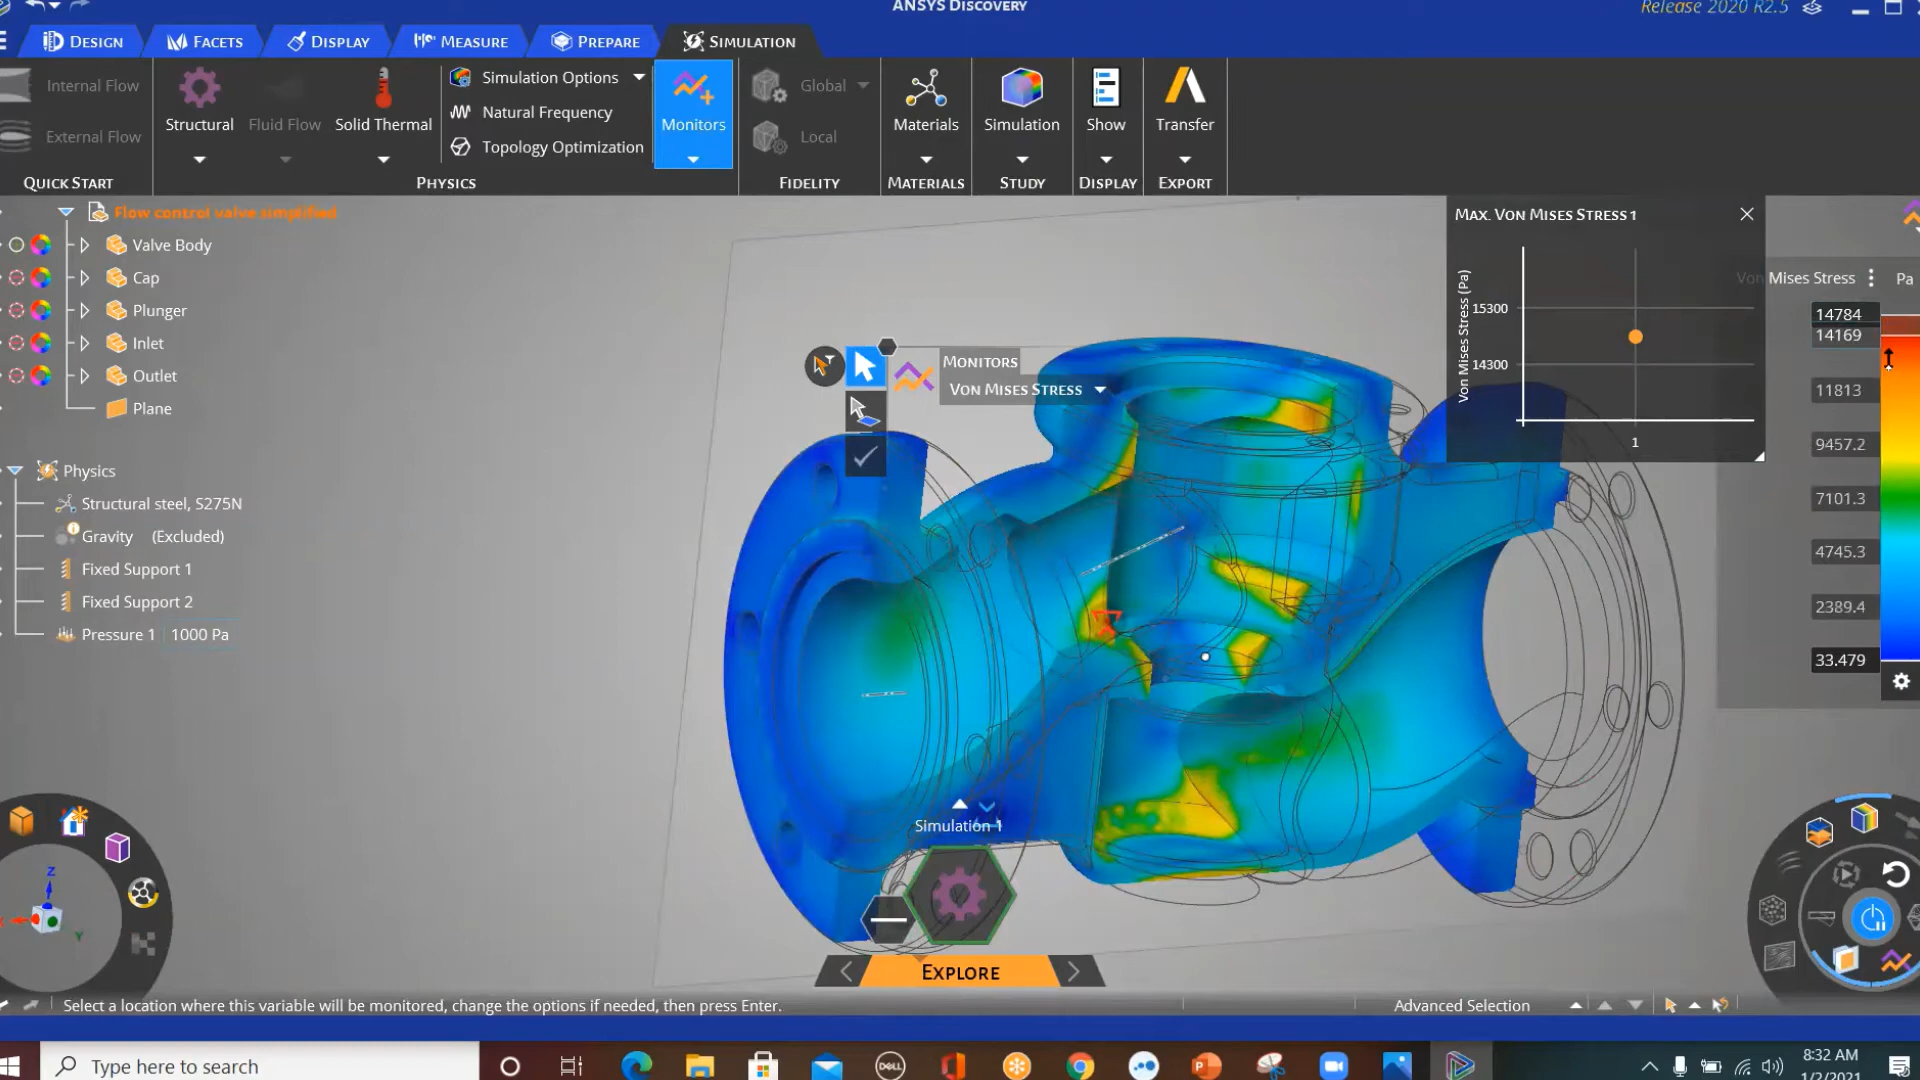 ANSYS DISCOVERY
Release 2020 R2.5
DESIGN
FACETS
DISPLAY
MEASURE
PREPARE
SIMULATION
Internal Flow
External Flow
QUICK START
Structural
Fluid Flow
Solid Thermal
Simulation Options
Natural Frequency
Topology Optimization
PHYSICS
Monitors
Global
Local
FIDELITY
Materials
MATERIALS
Simulation
STUDY
Show
DISPLAY
Transfer
EXPORT
Flow control valve simplified
Valve Body
Cap
Plunger
Inlet
Outlet
Plane
Physics
Structural steel, S275N
Gravity (Excluded)
Fixed Support 1
Fixed Support 2
Pressure 1 1000 Pa
MONITORS
VON MISES STRESS
MAX. VON MISES STRESS 1
Von Mises Stress (Pa)
15300
14300
1
Von Mises Stress Pa
14784
14169
11813
9457.2
7101.3
4745.3
2389.4
33.479
Z
Y
Simulation 1
EXPLORE
Select a location where this variable will be monitored, change the options if needed, then press Enter.
Advanced Selection
Type here to search
DELL
8:32 AM
1/2/2021